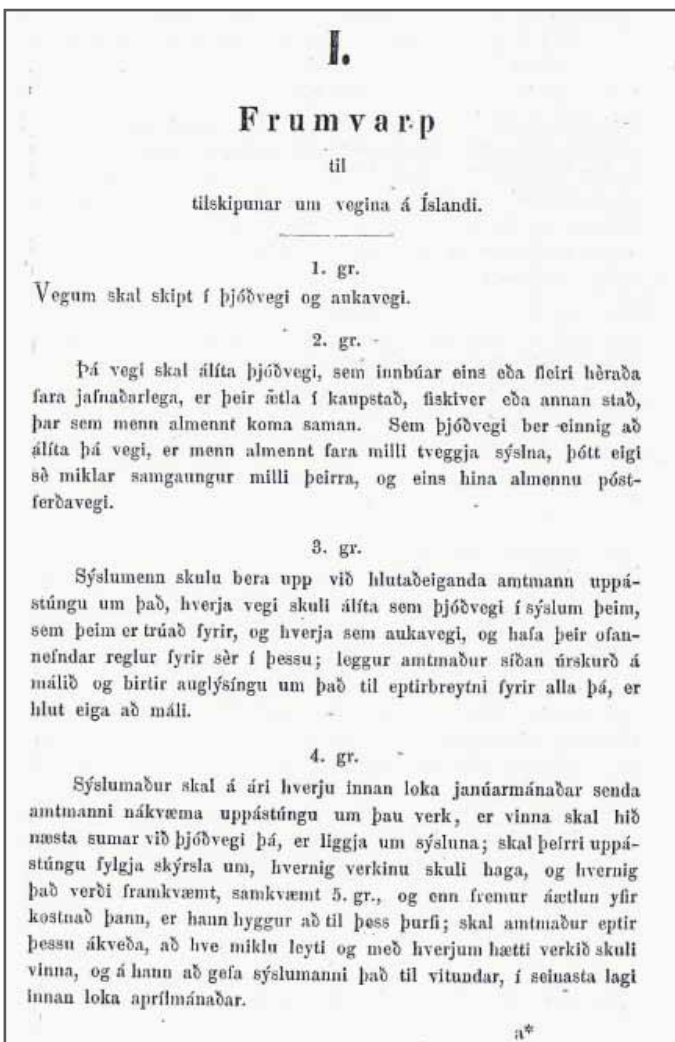 I.
Frumvarp
til
tilskipunar um vegina á Íslandi.
1. gr.
Vegum skal skipt í þjóðvegi og aukavegi.
2. gr.
Þá vegi skal álíta þjóðvegi, sem innbúar eins eða fleiri hèraða
fara jafnaðarlega, er þeir ætla í kaupstað, fiskiver eða annan stað,
þar sem menn almennt koma saman. Sem þjóðvegi ber einnig að
álíta þá vegi, er menn almennt fara milli tveggja sýslna, þótt eigi
sè miklar samgaungur milli þeirra, og eins hina almennu póst-
ferðavegi.
3. gr.
Sýslumenn skulu bera upp við hlutaðeiganda amtmann uppá-
stúngu um það, hverja vegi skuli álíta sem þjóðvegi í sýslum þeim,
sem þeim er trúað fyrir, og hverja sem aukavegi, og hafa þeir ofan-
nefndar reglur fyrir sèr í þessu; leggur amtmaður síðan úrskurð á
málið og birtir auglýsíngu um það til eptirbreytni fyrir alla þá, er
hlut eiga að máli.
4. gr.
Sýslumaður skal á ári hverju innan loka janúarmánaðar senda
amtmanni nákvæma uppástúngu um þau verk, er vinna skal hið
næsta sumar við þjóðvegi þá, er liggja um sýsluna; skal þeirri uppá-
stúngu fylgja skýrsla um, hvernig verkinu skuli haga, og hvernig
það verði framkvæmt, samkvæmt 5. gr., og enn fremur áætlun yfir
kostnað þann, er hann hyggur að til þess þurfi; skal amtmaður eptir
þessu ákveða, að hve miklu leyti og með hverjum hætti verkið skuli
vinna, og á hann að gefa sýslumanni það til vitundar, í seinasta lagi
innan loka aprílmánaðar.
a*